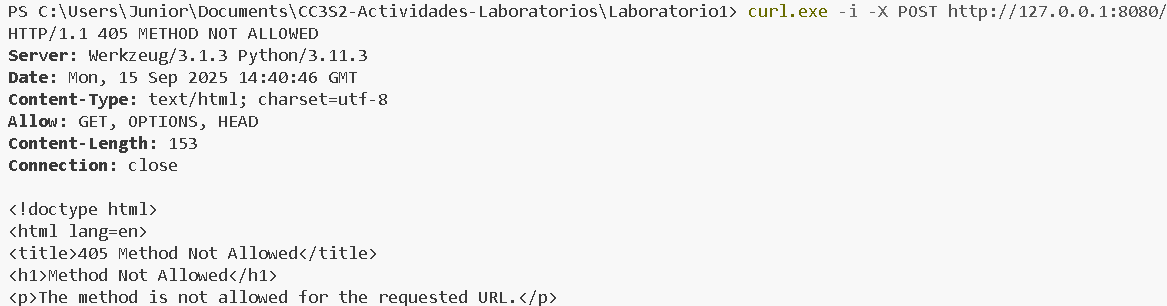 PS C:\Users\Junior\Documents\CC3S2-Actividades-Laboratorios\Laboratorio1> curl.exe -i -X POST http://127.0.0.1:8080/
HTTP/1.1 405 METHOD NOT ALLOWED
Server: Werkzeug/3.1.3 Python/3.11.3
Date: Mon, 15 Sep 2025 14:40:46 GMT
Content-Type: text/html; charset=utf-8
Allow: GET, OPTIONS, HEAD
Content-Length: 153
Connection: close
<!doctype html>
<html lang=en>
<title>405 Method Not Allowed</title>
<h1>Method Not Allowed</h1>
<p>The method is not allowed for the requested URL.</p>